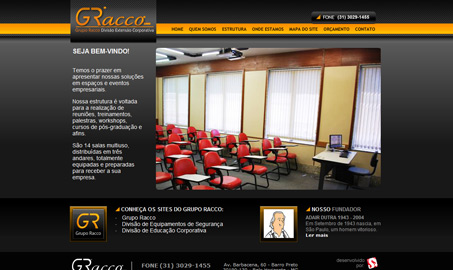 GRacco
Grupo Racco Divisão Extensão Corporativa
FONE (31) 3029-1455
HOME QUEM SOMOS ESTRUTURA ONDE ESTAMOS MAPA DO SITE ORÇAMENTO CONTATO
SEJA BEM-VINDO!
Temos o prazer em
apresentar nossas soluções
em espaços e eventos
empresariais.
Nossa estrutura é voltada
para a realização de
reuniões, treinamentos,
palestras, workshops,
cursos de pós-graduação e
afins.
São 14 salas multiuso,
distribuídas em três
andares, totalmente
equipadas e preparadas
para receber a sua
empresa.
GR
Grupo Racco
CONHEÇA OS SITES DO GRUPO RACCO:
- Grupo Racco
- Divisão de Equipamentos de Segurança
- Divisão de Educação Corporativa
NOSSO FUNDADOR
ADAIR DUTRA 1943 - 2004
Em Setembro de 1943 nascia, em
São Paulo, um homem vitorioso.
Ler mais
GRacco
FONE (31) 3029-1455
Av. Barbacena, 60 - Barro Preto
desenvolvido
por